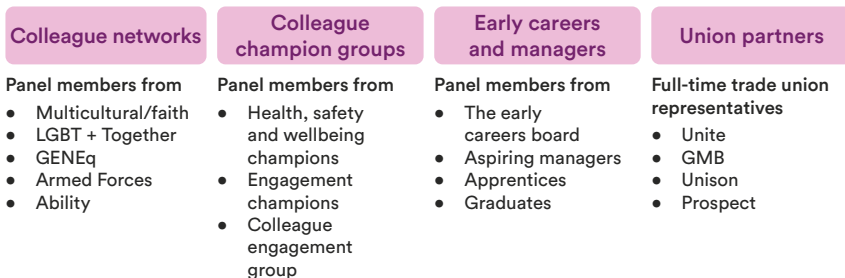 Colleague networks
Panel members from
● Multicultural/faith
● LGBT + Together
● GENEq
● Armed Forces
● Ability
Colleague
champion groups
Panel members from
● Health, safety
and wellbeing
champions
● Engagement
champions
● Colleague
engagement
group
Early careers
and managers
Panel members from
● The early
careers board
● Aspiring managers
● Apprentices
● Graduates
Union partners
Full-time trade union
representatives
● Unite
● GMB
● Unison
● Prospect